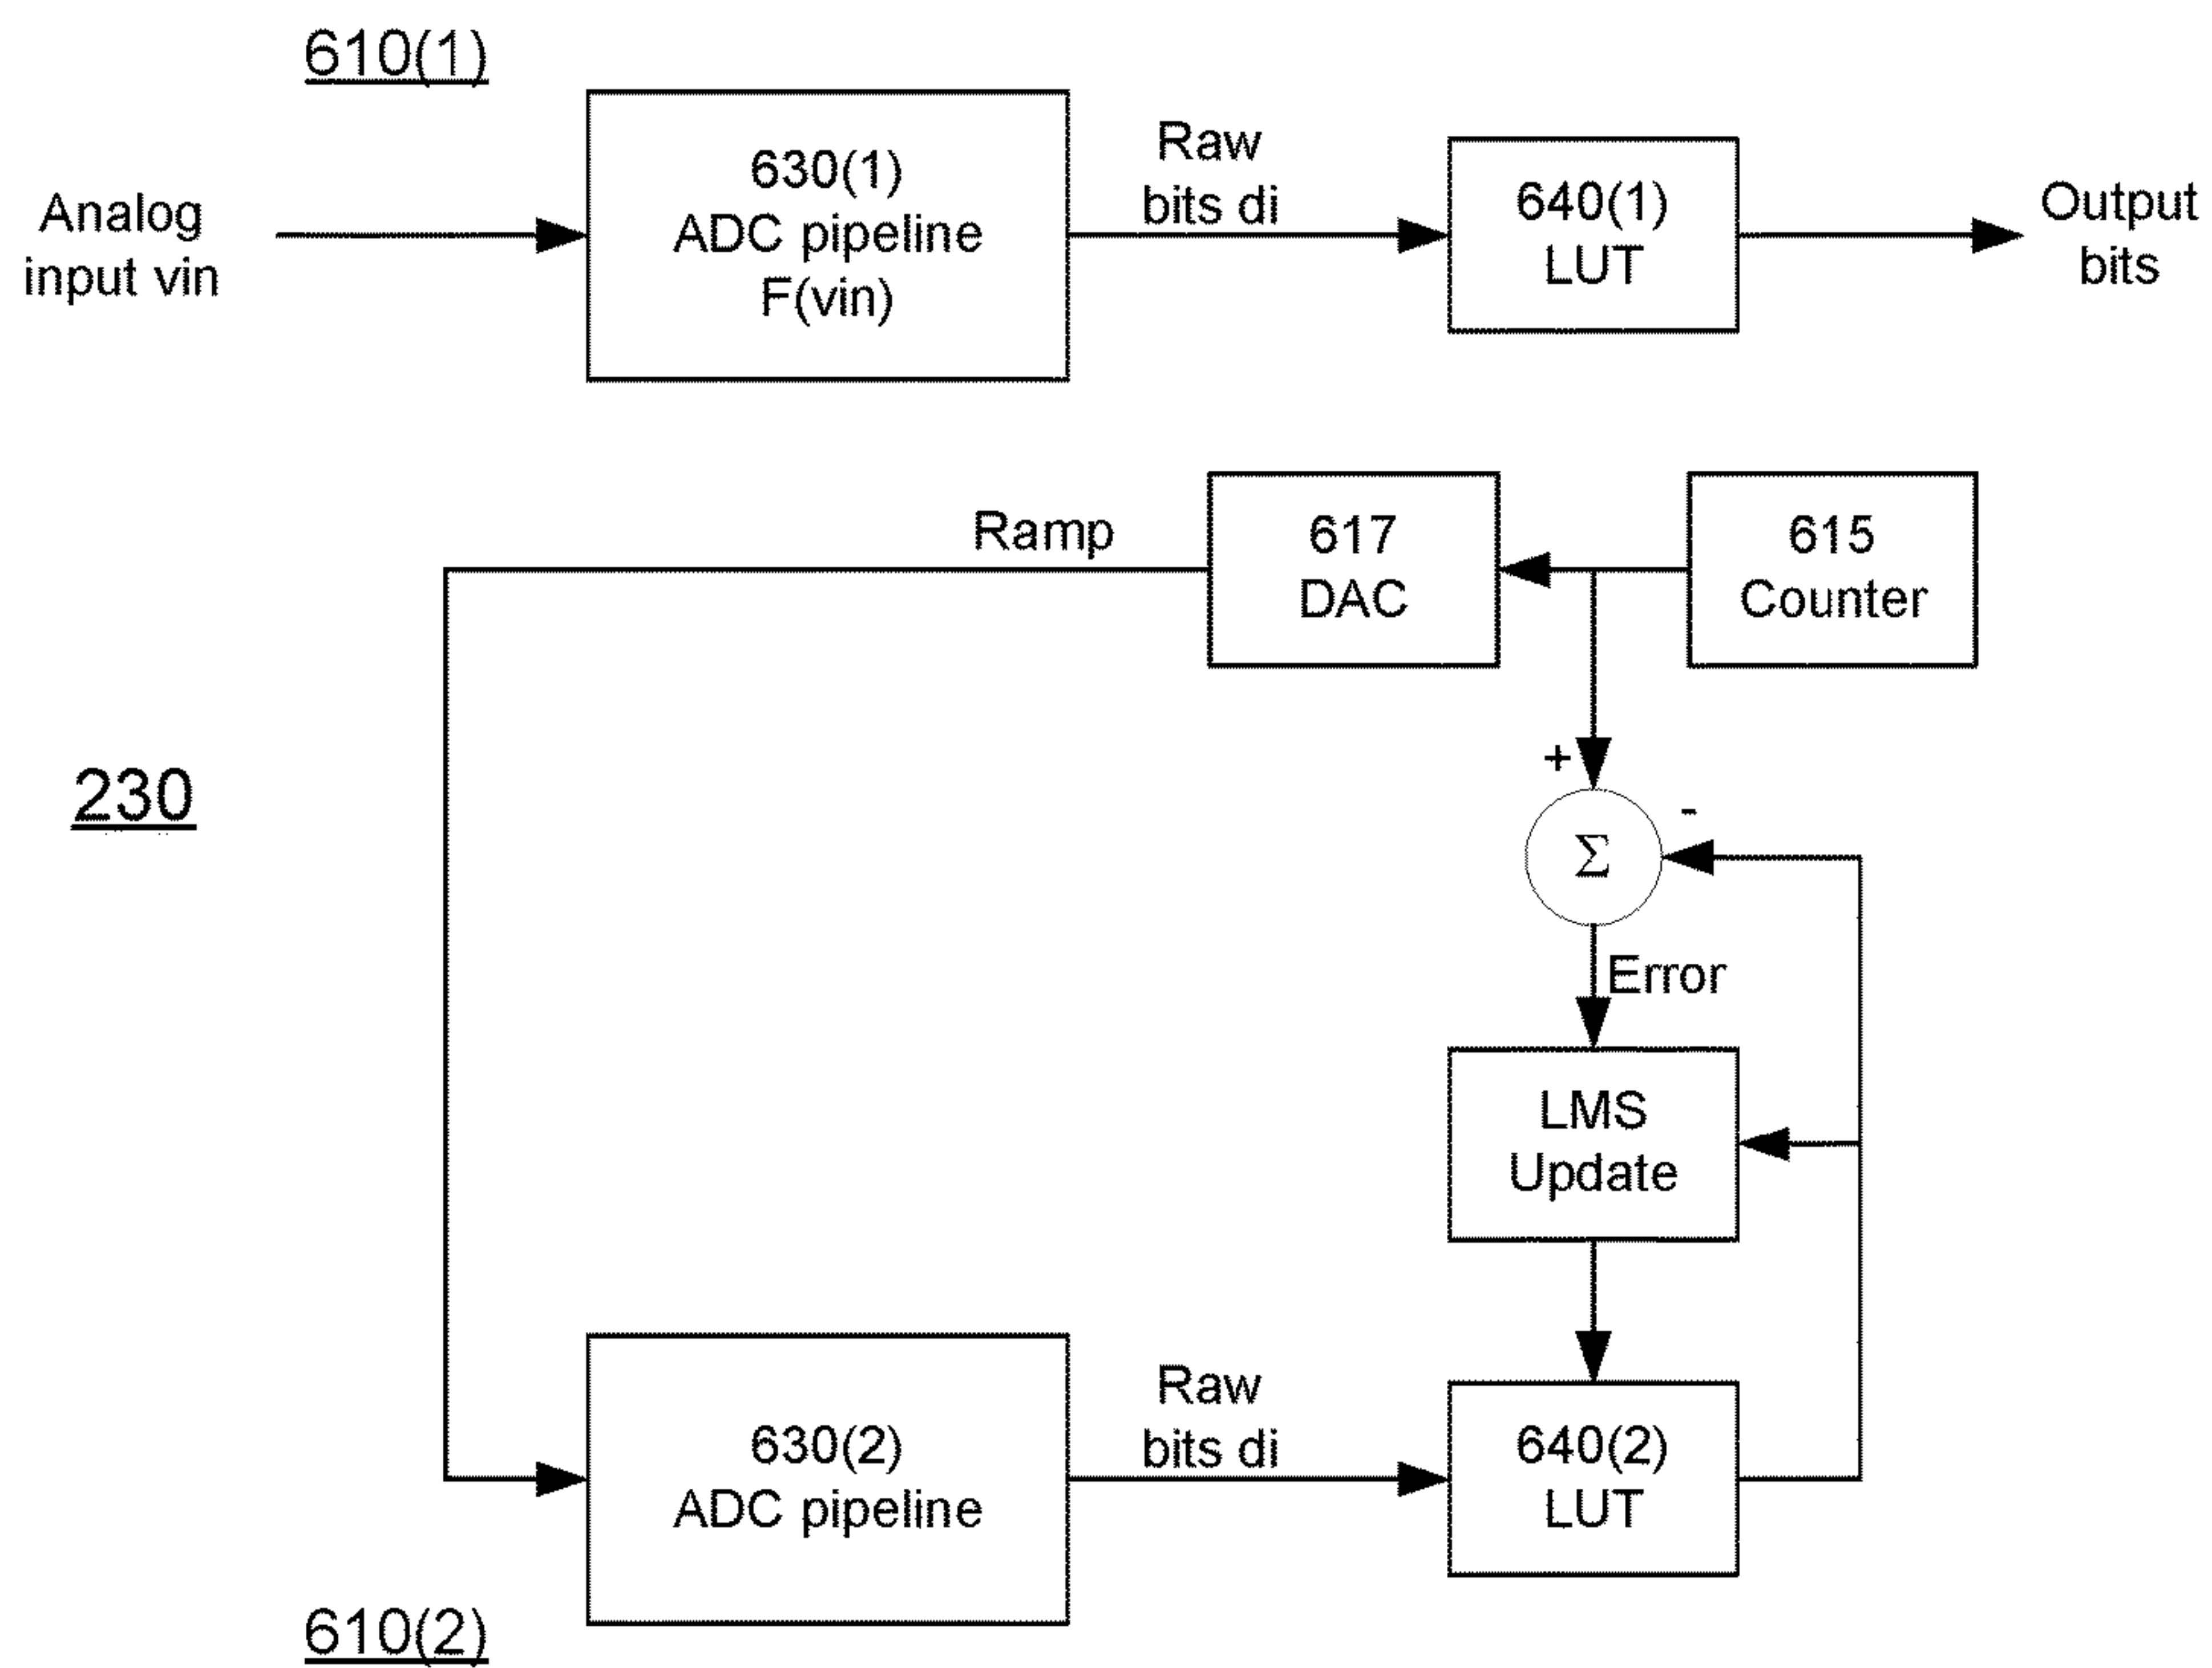 610(1)
Analog
input vin
630(1)
ADC pipeline
F(vin)
Raw
bits di
640(1)
LUT
Output
bits
Ramp
617
DAC
615
Counter
230
+
-
Σ
Error
LMS
Update
630(2)
ADC pipeline
Raw
bits di
640(2)
LUT
610(2)